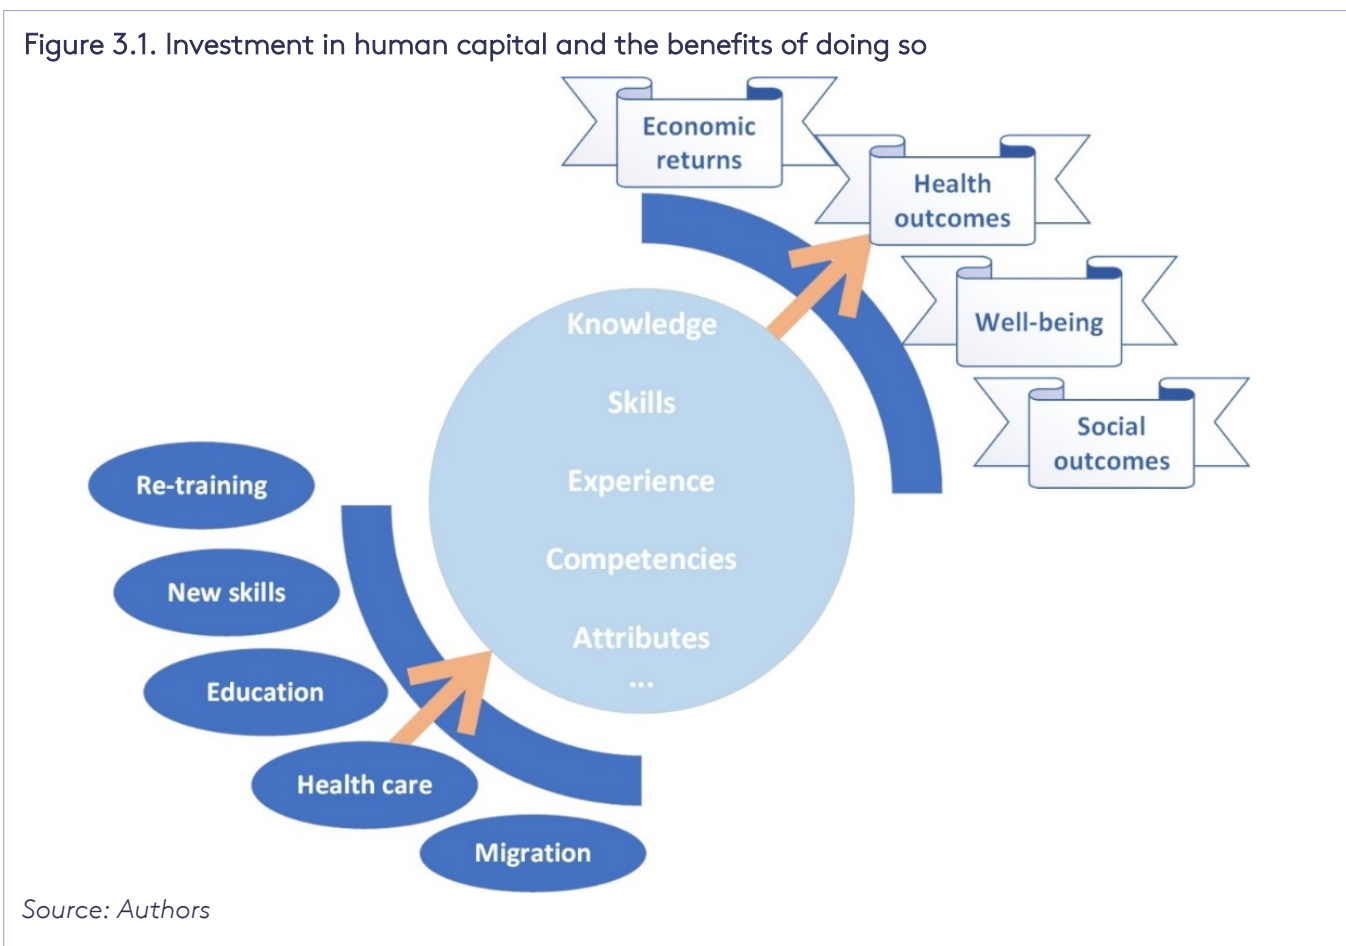 Figure 3.1. Investment in human capital and the benefits of doing so
Economic
returns
Health
outcomes
Well-being
Social
outcomes
Knowledge
Skills
Experience
Competencies
Attributes
...
Re-training
New skills
Education
Health care
Migration
Source: Authors